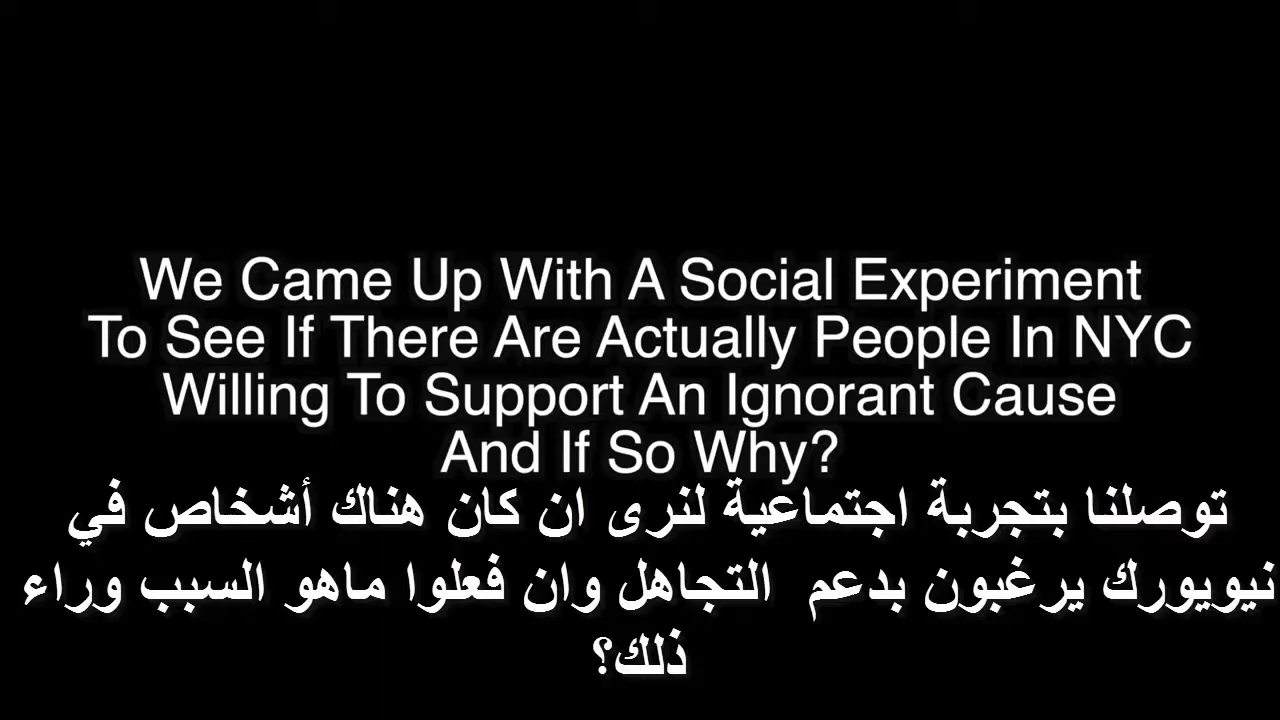 We Came Up With A Social Experiment
To See If There Are Actually People In NYC
Willing To Support An Ignorant Cause
And If So Why?
توصلنا بتجربة اجتماعية لنرى ان كان هناك أشخاص في
نيويورك يرغبون بدعم التجاهل وان فعلوا ماهو السبب وراء
ذلك؟